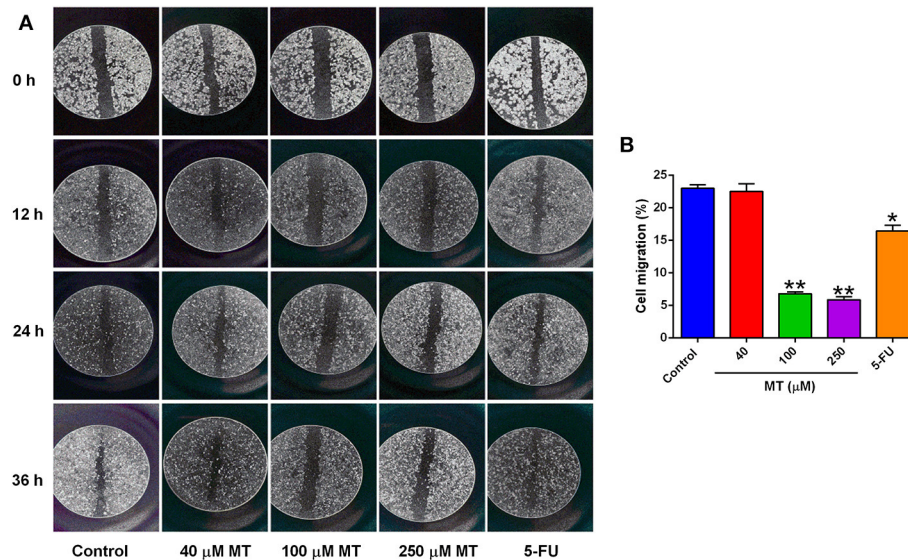 A
0 h
12 h
24 h
36 h
Control
40 μM MT
100 μM MT
250 μM MT
5-FU
B
Cell migration (%)
25
20
15
10
5
0
**
**
*
Control
40
100
250
5-FU
MT (μM)